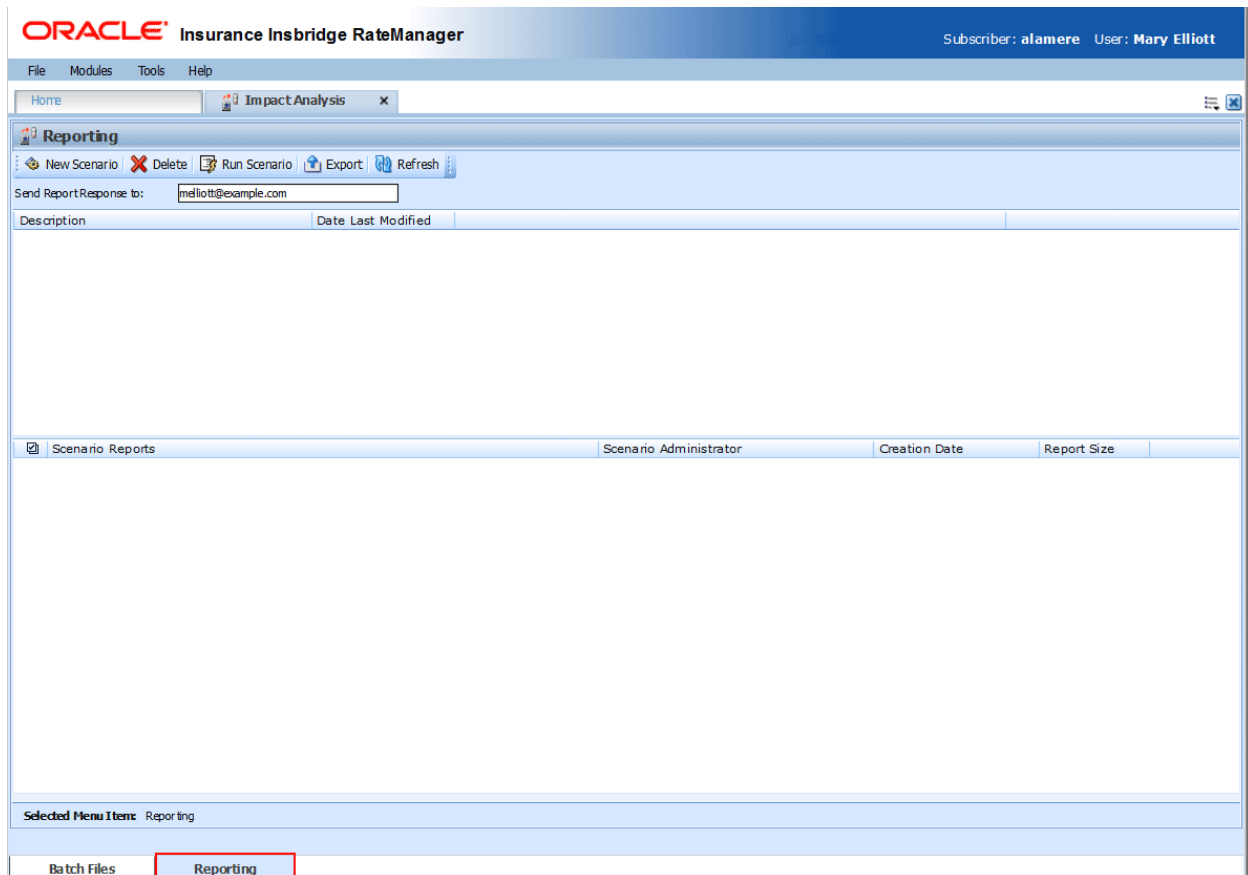 ORACLE Insurance Insbridge RateManager
Subscriber: alamere User: Mary Elliott
File Modules Tools Help
Home Impact Analysis x
Reporting
New Scenario Delete Run Scenario Export Refresh
Send Report Response to: melliott@example.com
Description Date Last Modified
Scenario Reports Scenario Administrator Creation Date Report Size
Selected Menu Item: Reporting
Batch Files Reporting